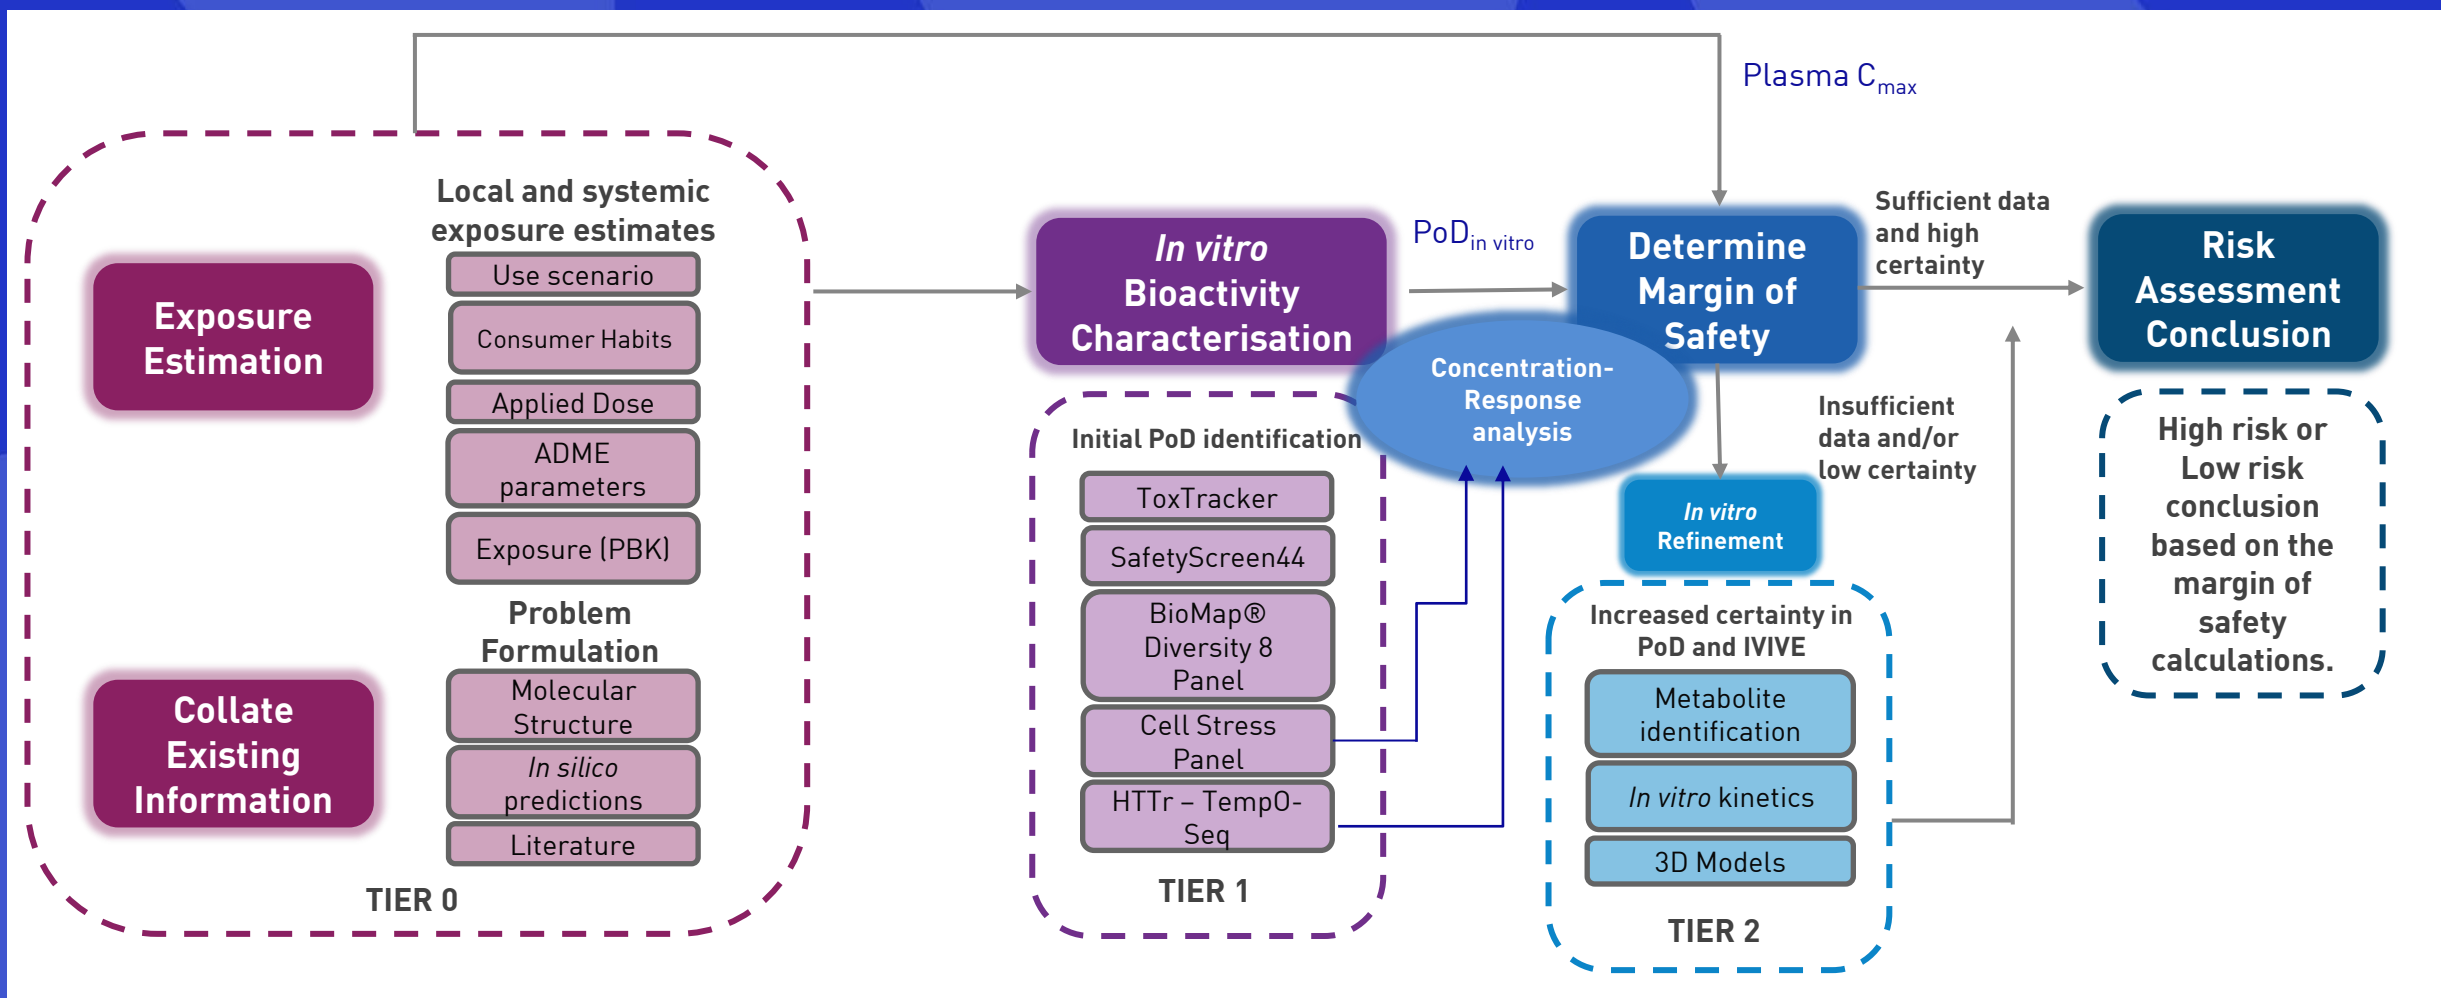 Plasma Cmax
Local and systemic
exposure estimates
Exposure
Estimation
Use scenario
Consumer Habits
Applied Dose
ADME
parameters
Exposure (PBK)
Problem
Formulation
Collate
Existing
Information
Molecular
Structure
In silico
predictions
Literature
TIER 0
In vitro
Bioactivity
Characterisation
Initial PoD identification
ToxTracker
SafetyScreen44
BioMap®
Diversity 8
Panel
Cell Stress
Panel
HTTr – TempO-
Seq
TIER 1
PoDin vitro
Determine
Margin of
Safety
Concentration-
Response
analysis
Sufficient data
and high
certainty
Insufficient
data and/or
low certainty
In vitro
Refinement
Increased certainty in
PoD and IVIVE
Metabolite
identification
In vitro kinetics
3D Models
TIER 2
Risk
Assessment
Conclusion
High risk or
Low risk
conclusion
based on the
margin of
safety
calculations.